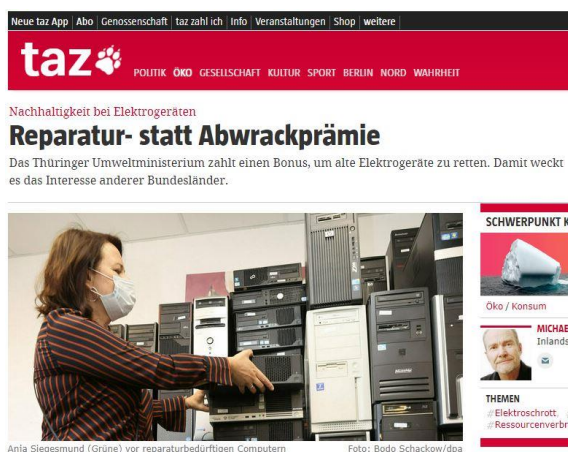 Neue taz App | Abo | Genossenschaft | taz zahl ich | Info | Veranstaltungen | Shop | weitere
taz
POLITIK ÖKO GESELLSCHAFT KULTUR SPORT BERLIN NORD WAHRHEIT
Nachhaltigkeit bei Elektrogeräten
Reparatur- statt Abwrackprämie
Das Thüringer Umweltministerium zahlt einen Bonus, um alte Elektrogeräte zu retten. Damit weckt
es das Interesse anderer Bundesländer.
SCHWERPUNKT K
Öko / Konsum
MICHAE
Inlands
THEMEN
#Elektroschrott,
#Ressourcenverbr
Anja Siegesmund (Grüne) vor reparaturbedürftigen Computern
Foto: Bodo Schackow/dpa